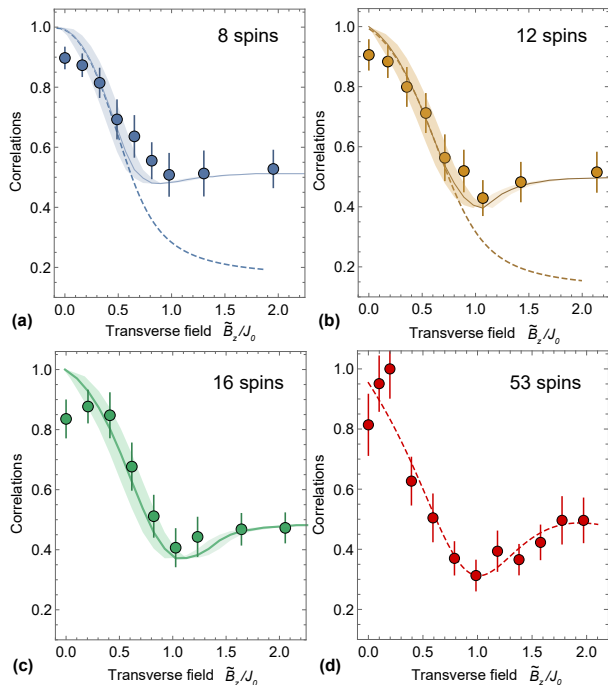 8 spins
1.0
0.8
0.6
0.4
0.2
Correlations
0.0 0.5 1.0 1.5 2.0
(a) Transverse field B̃z/J0
12 spins
1.0
0.8
0.6
0.4
0.2
Correlations
0.0 0.5 1.0 1.5 2.0
(b) Transverse field B̃z/J0
16 spins
1.0
0.8
0.6
0.4
0.2
Correlations
0.0 0.5 1.0 1.5 2.0
(c) Transverse field B̃z/J0
53 spins
1.0
0.8
0.6
0.4
0.2
Correlations
0.0 0.5 1.0 1.5 2.0
(d) Transverse field B̃z/J0